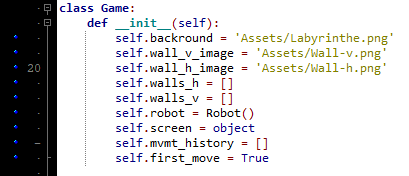 class Game:
    def __init__(self):
        self.backround = 'Assets/Labyrinthe.png'
        self.wall_v_image = 'Assets/Wall-v.png'
20        self.wall_h_image = 'Assets/Wall-h.png'
        self.walls_h = []
        self.walls_v = []
        self.robot = Robot()
        self.screen = object
        self.mvmt_history = []
        self.first_move = True